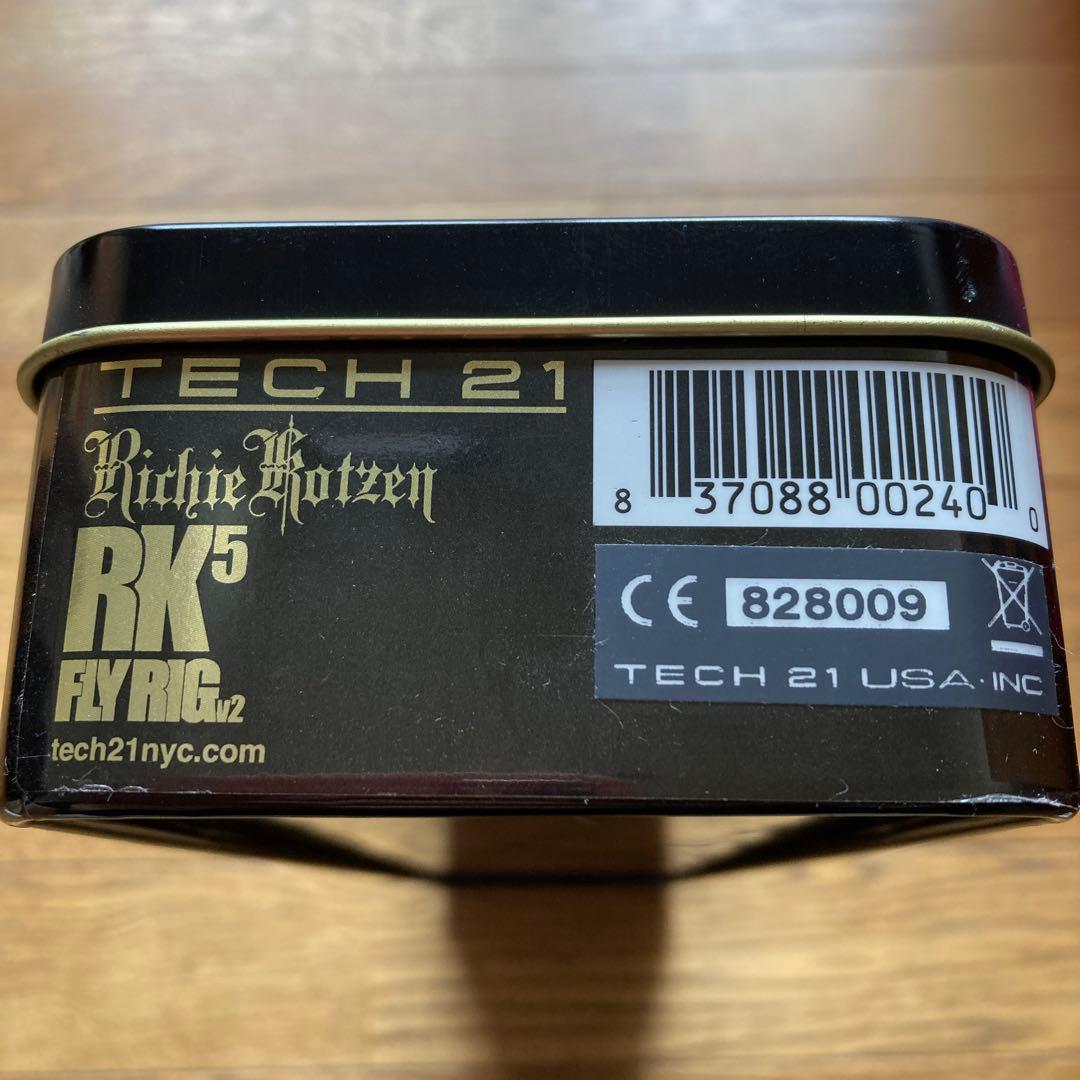 TECH 21
Richie Kotzen
RK5
FLY RIG v2
tech21nyc.com
8 37088 00240 0
CE 828009
TECH 21 USA·INC